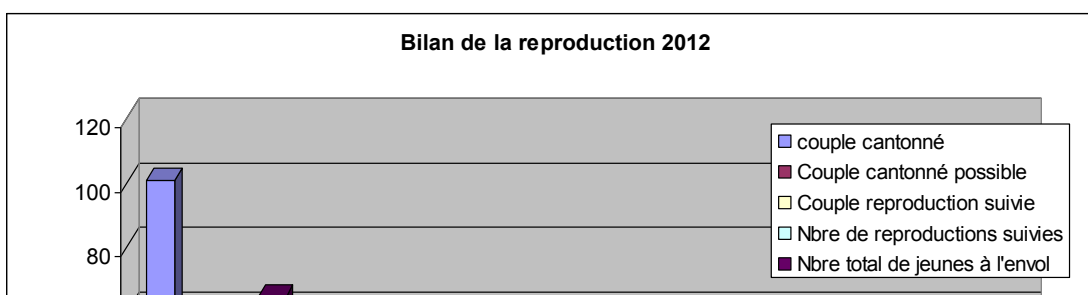 Bilan de la reproduction 2012
120
100
80
couple cantonné
Couple cantonné possible
Couple reproduction suivie
Nbre de reproductions suivies
Nbre total de jeunes à l'envol